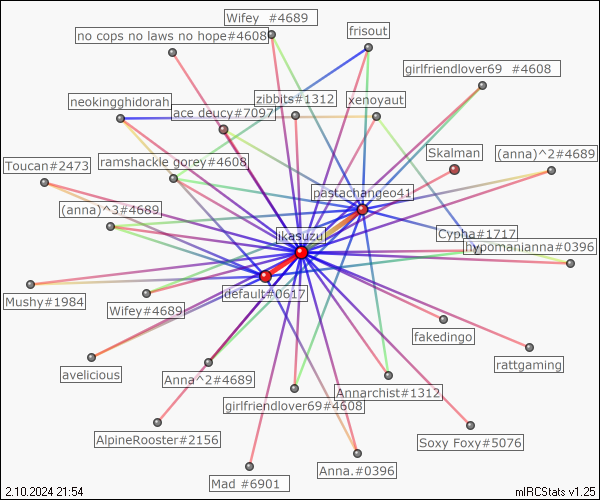 Wifey #4689
no cops no laws no hope#4608
frisout
girlfriendlover69 #4608
neokingghidorah
zibbits#1312
xenoyaut
ace deucy#7097
Skalman
(anna)^2#4689
Toucan#2473
ramshackle gorey#4608
pastachangeo41
(anna)^3#4689
ikasuzu
Cypha#1717
hypomanianna#0396
default#0617
Mushy#1984
Wifey#4689
fakedingo
rattgaming
avelicious
Anna^2#4689
Annarchist#1312
girlfriendlover69#4608
AlpineRooster#2156
Soxy Foxy#5076
Mad #6901
Anna.#0396
2.10.2024 21:54
mIRCStats v1.25